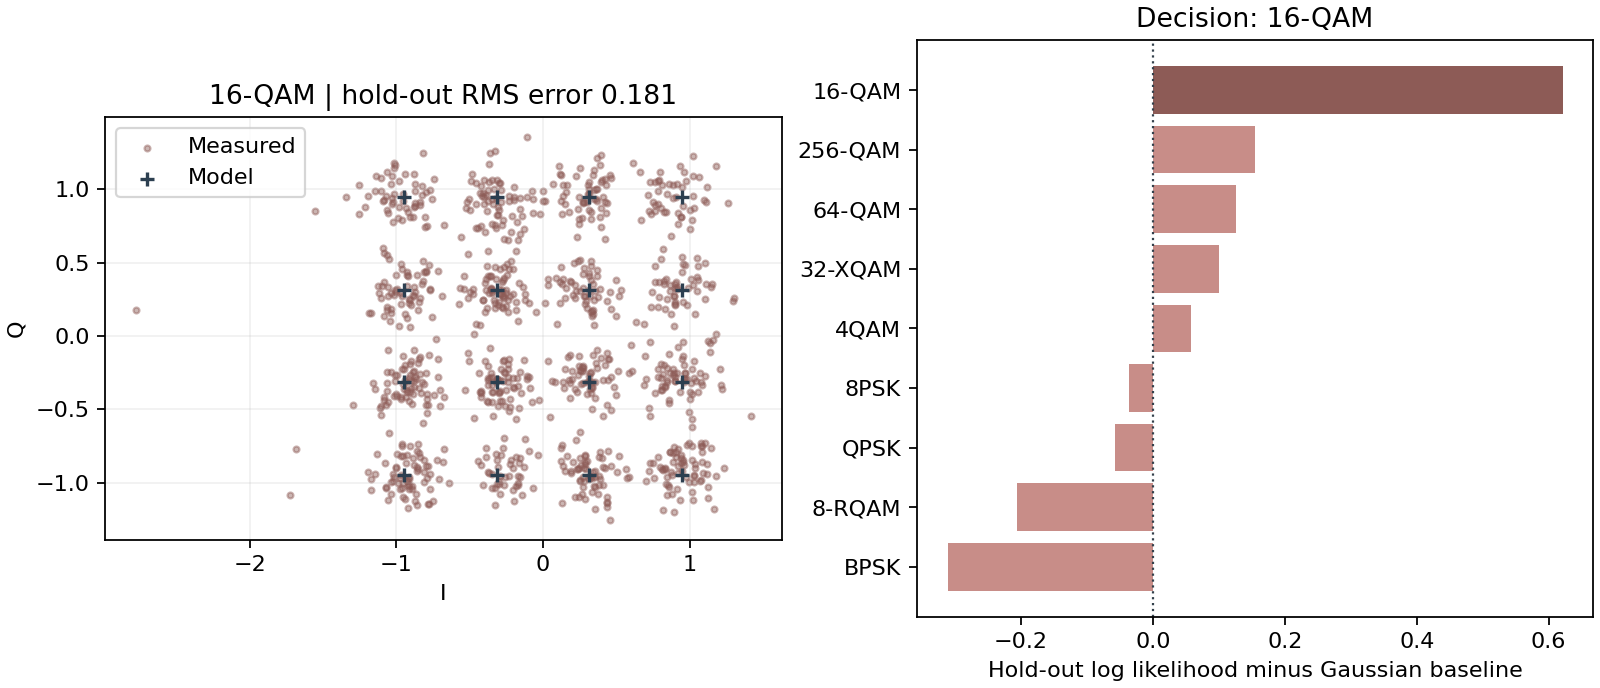 16-QAM | hold-out RMS error 0.181
Measured
Model
1.0
0.5
0.0
−0.5
−1.0
Q
−2
−1
0
1
I
Decision: 16-QAM
16-QAM
256-QAM
64-QAM
32-XQAM
4QAM
8PSK
QPSK
8-RQAM
BPSK
−0.2
0.0
0.2
0.4
0.6
Hold-out log likelihood minus Gaussian baseline